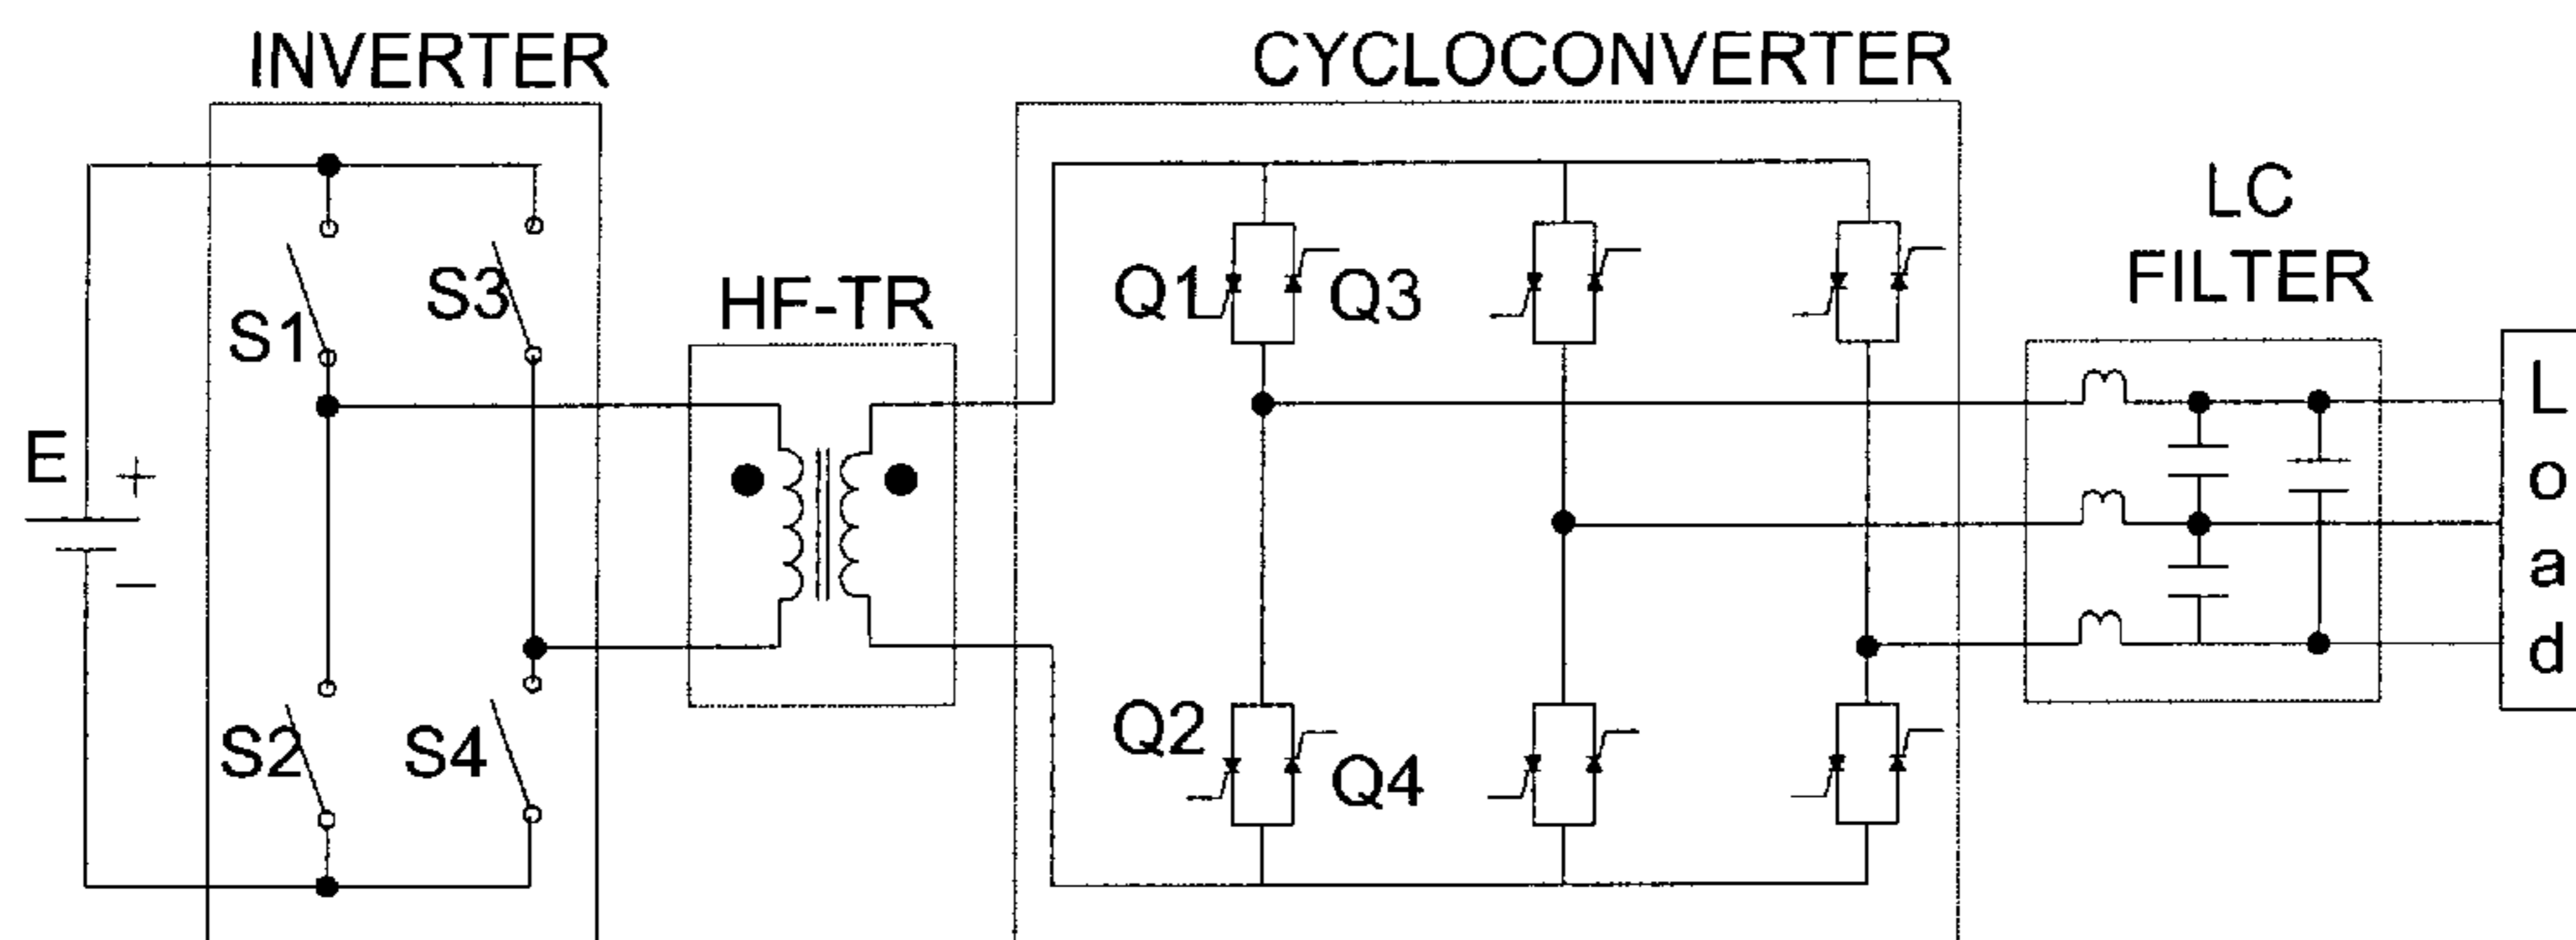 INVERTER
CYCLOCONVERTER
LC
FILTER
HF-TR
S1
S3
Q1
Q3
E
+
−
S2
S4
Q2
Q4
L
o
a
d